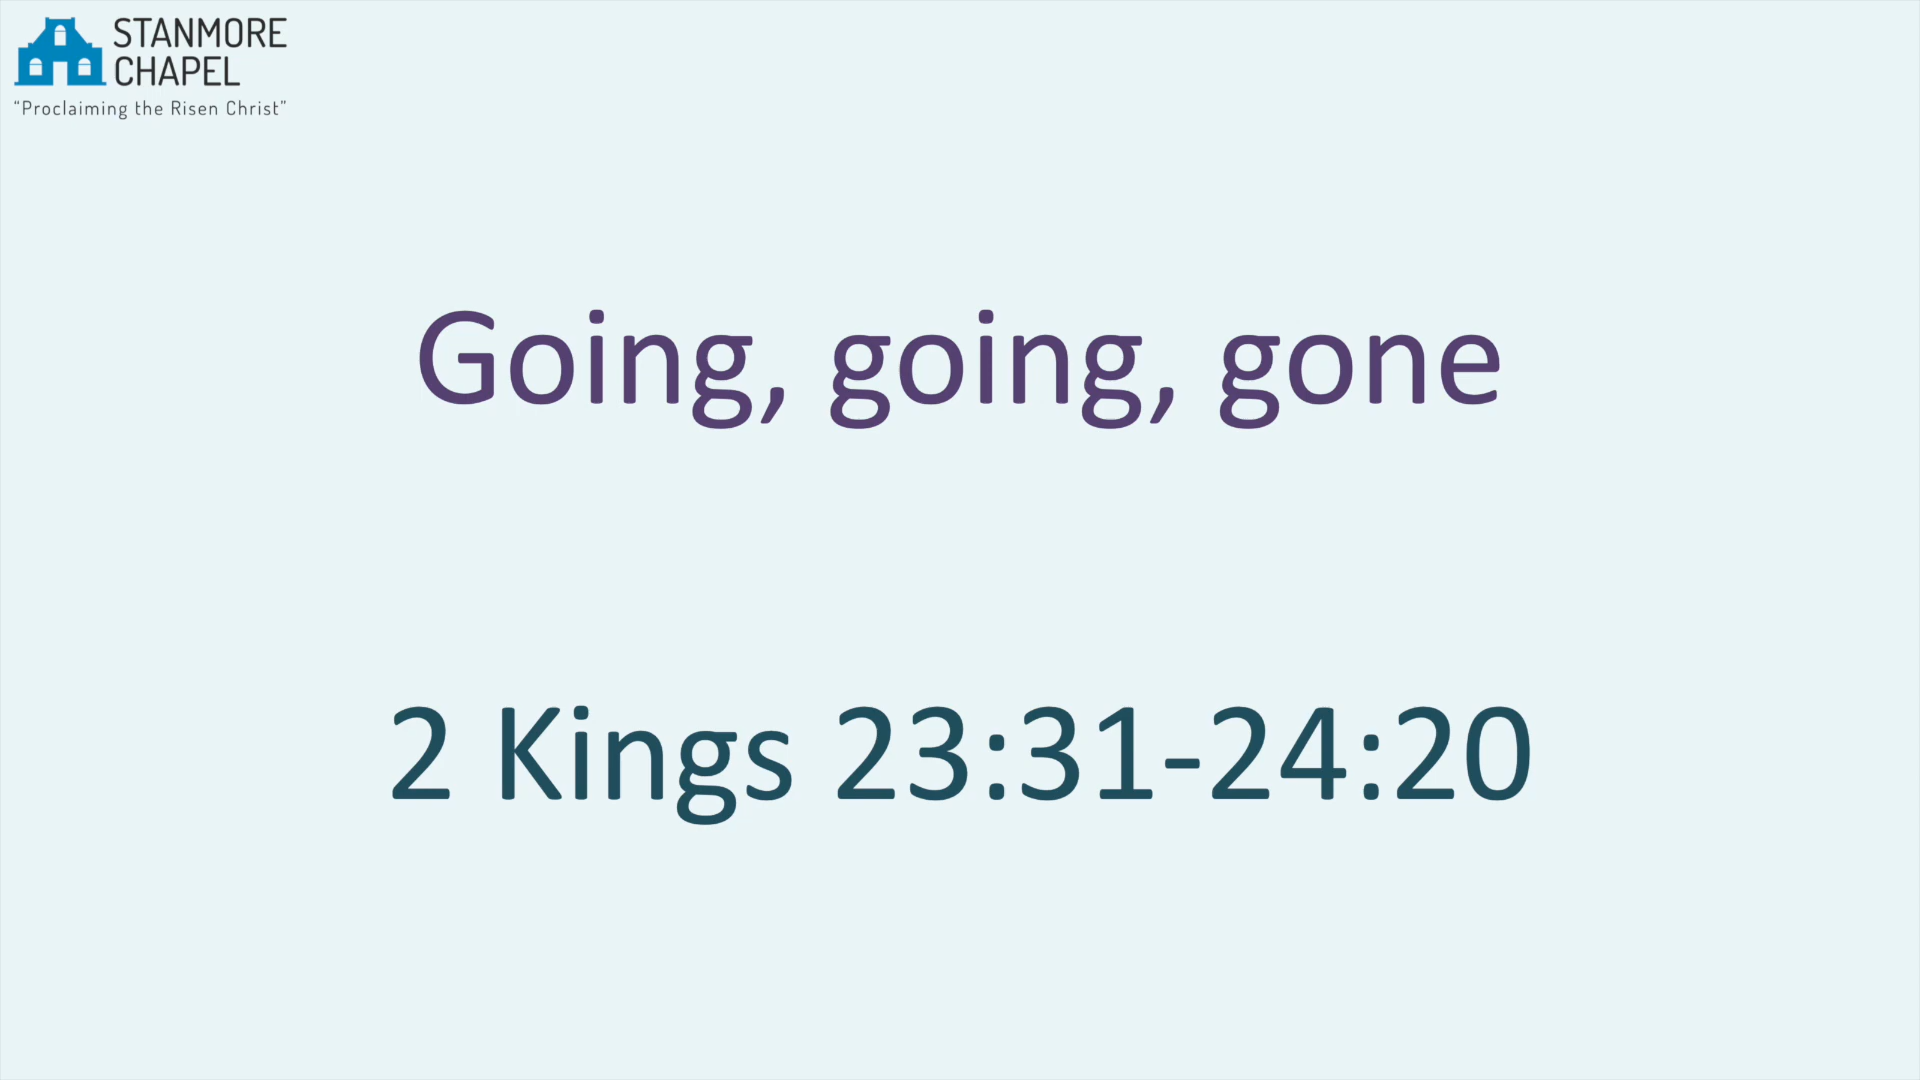 STANMORE
CHAPEL
“Proclaiming the Risen Christ”
Going, going, gone
2 Kings 23:31-24:20